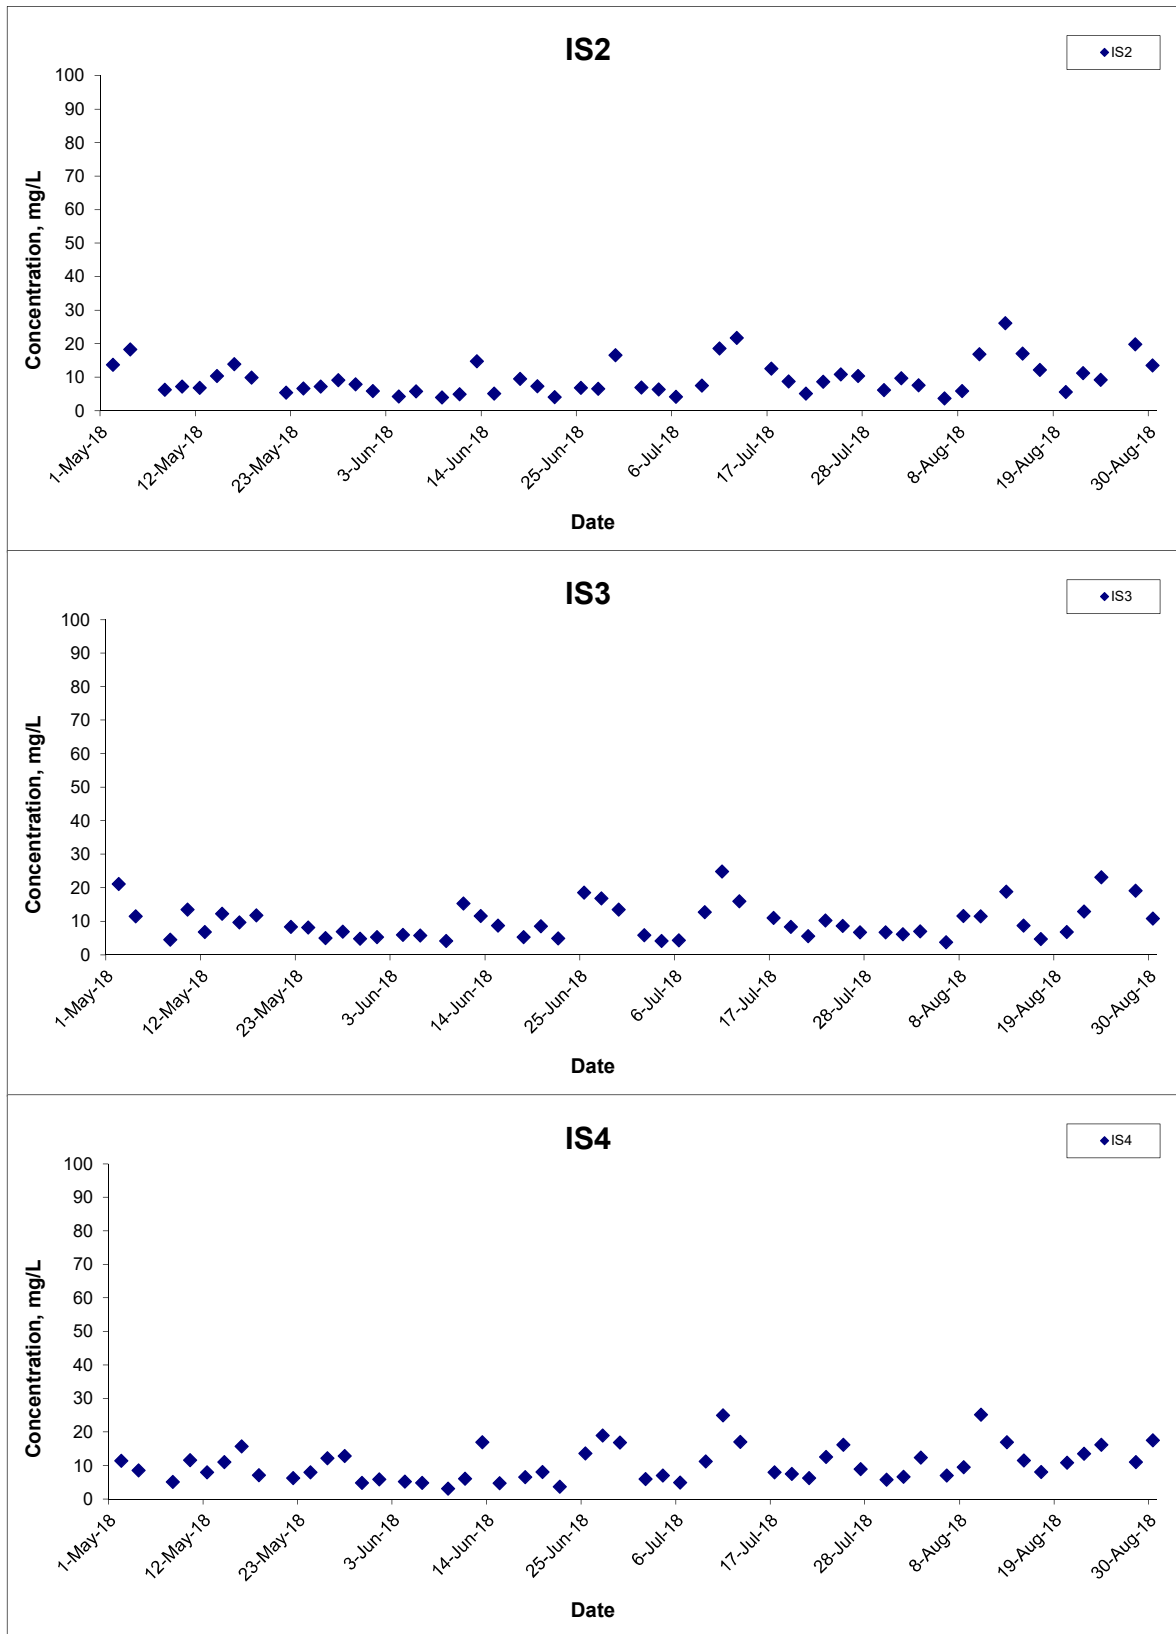 IS2
IS2
100
90
80
70
60
50
40
30
20
10
0
Concentration, mg/L
1-May-18 12-May-18 23-May-18 3-Jun-18 14-Jun-18 25-Jun-18 6-Jul-18 17-Jul-18 28-Jul-18 8-Aug-18 19-Aug-18 30-Aug-18
Date
IS3
IS3
100
90
80
70
60
50
40
30
20
10
0
Concentration, mg/L
1-May-18 12-May-18 23-May-18 3-Jun-18 14-Jun-18 25-Jun-18 6-Jul-18 17-Jul-18 28-Jul-18 8-Aug-18 19-Aug-18 30-Aug-18
Date
IS4
IS4
100
90
80
70
60
50
40
30
20
10
0
Concentration, mg/L
1-May-18 12-May-18 23-May-18 3-Jun-18 14-Jun-18 25-Jun-18 6-Jul-18 17-Jul-18 28-Jul-18 8-Aug-18 19-Aug-18 30-Aug-18
Date